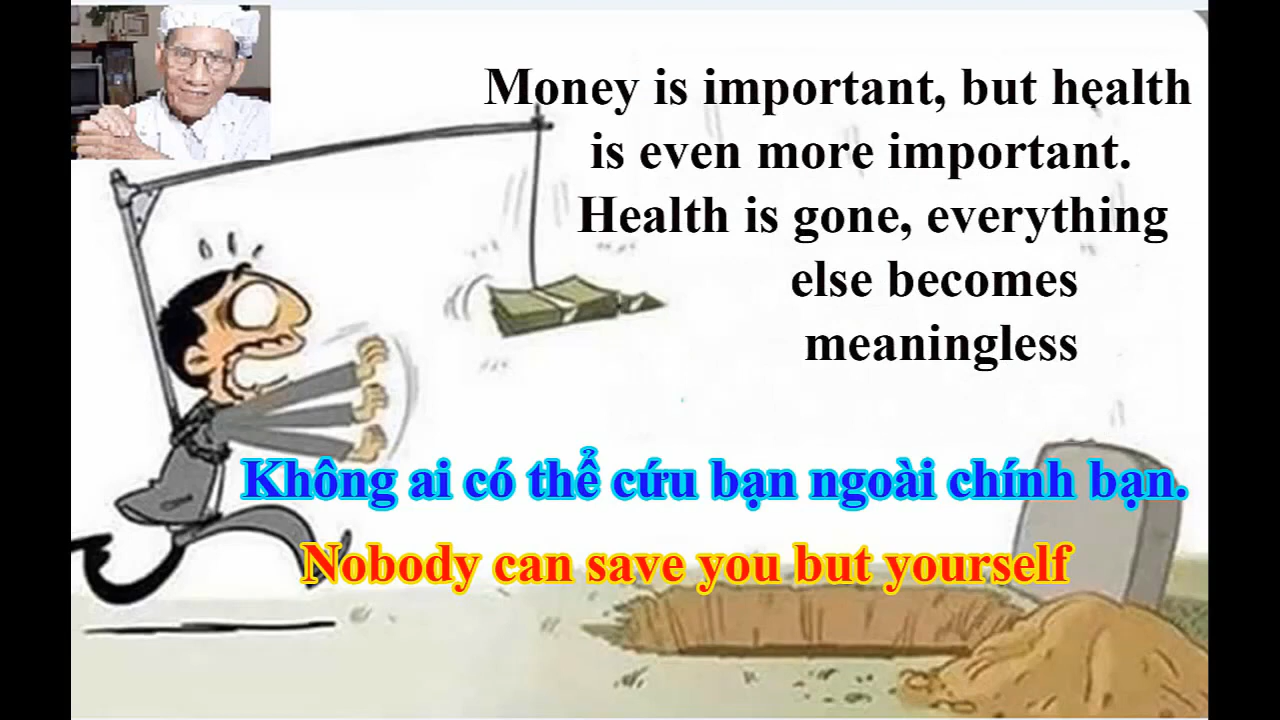 Money is important, but health
is even more important.
Health is gone, everything
else becomes
meaningless
Không ai có thể cứu bạn ngoài chính bạn.
Nobody can save you but yourself